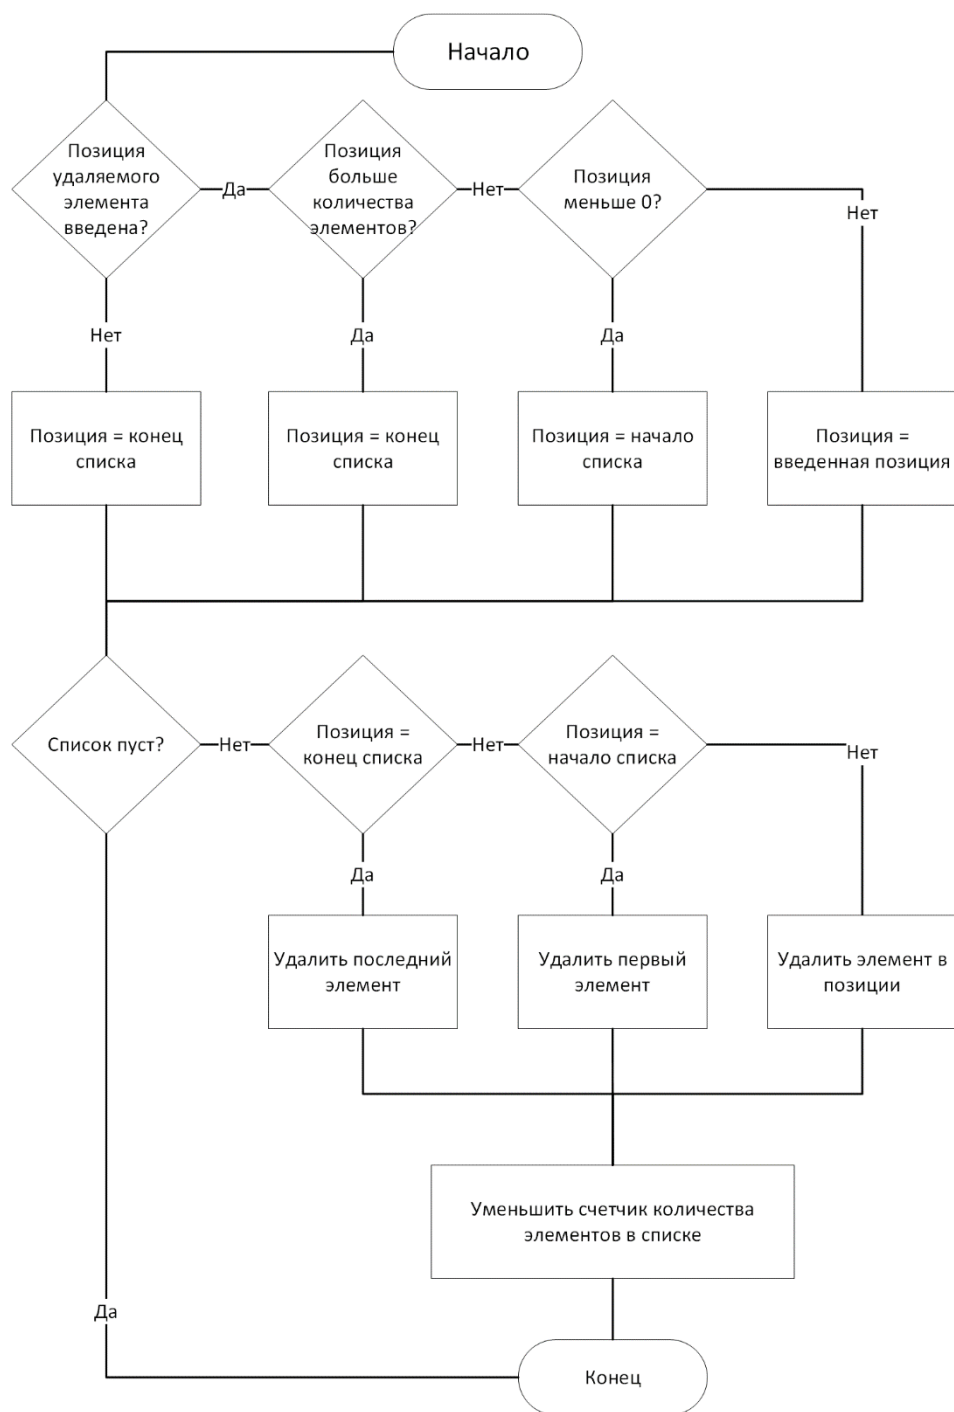 Начало
Позиция
удаляемого
элемента
введена?
Да
Позиция
больше
количества
элементов?
Нет
Позиция
меньше 0?
Нет
Нет
Да
Да
Позиция = конец
списка
Позиция = конец
списка
Позиция = начало
списка
Позиция =
введенная позиция
Список пуст?
Нет
Позиция =
конец списка
Нет
Позиция =
начало списка
Нет
Да
Да
Удалить последний
элемент
Удалить первый
элемент
Удалить элемент в
позиции
Уменьшить счетчик количества
элементов в списке
Да
Конец